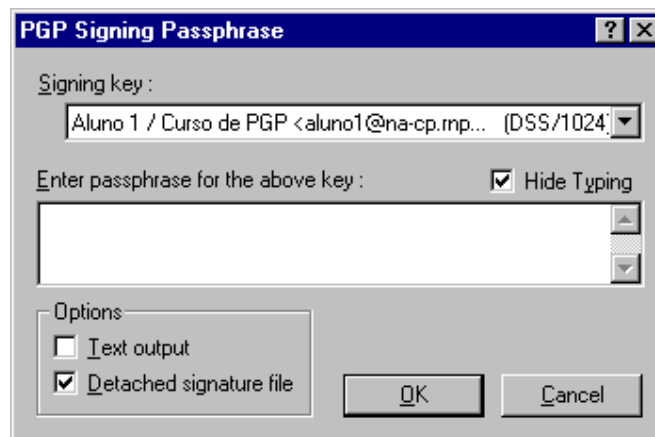 PGP Signing Passphrase
Signing key :
Aluno 1 / Curso de PGP <aluno1@na-cp.rnp... (DSS/1024)
Enter passphrase for the above key :
Hide Typing
Options
Text output
Detached signature file
OK
Cancel